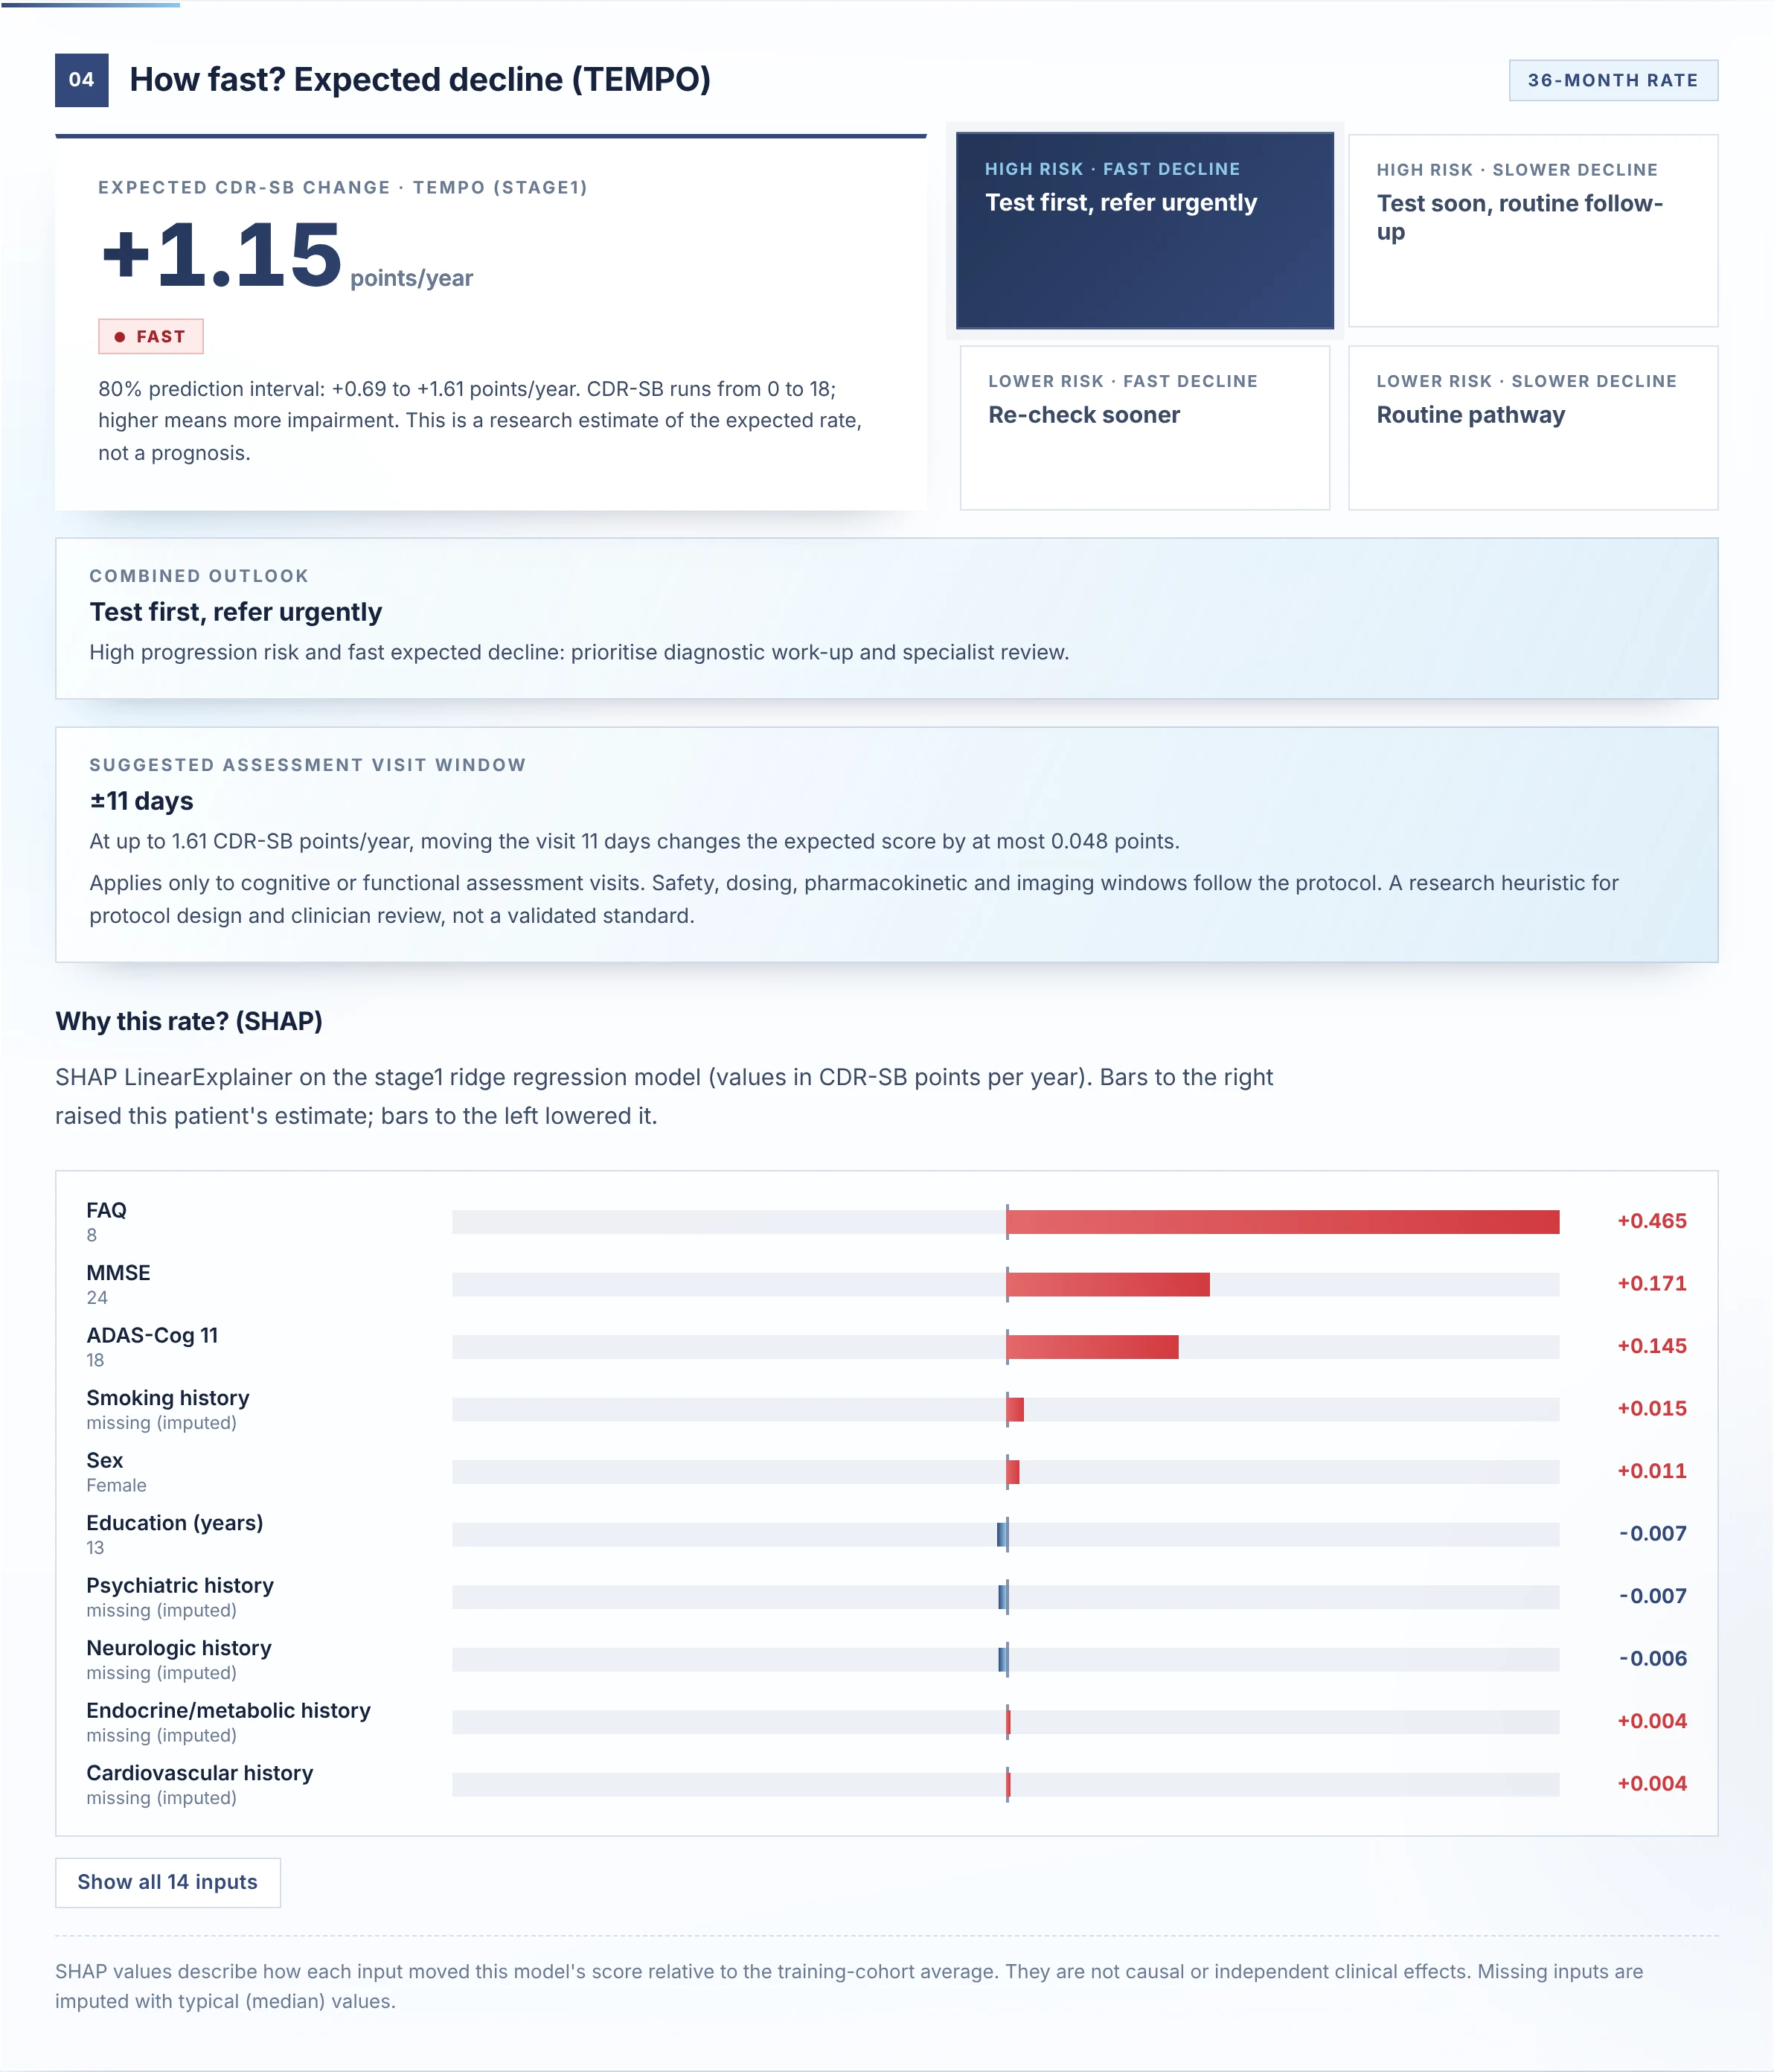 04
How fast? Expected decline (TEMPO)
36-MONTH RATE
EXPECTED CDR-SB CHANGE · TEMPO (STAGE1)
+1.15 points/year
FAST
80% prediction interval: +0.69 to +1.61 points/year. CDR-SB runs from 0 to 18;
higher means more impairment. This is a research estimate of the expected rate,
not a prognosis.
HIGH RISK · FAST DECLINE
Test first, refer urgently
HIGH RISK · SLOWER DECLINE
Test soon, routine follow-
up
LOWER RISK · FAST DECLINE
Re-check sooner
LOWER RISK · SLOWER DECLINE
Routine pathway
COMBINED OUTLOOK
Test first, refer urgently
High progression risk and fast expected decline: prioritise diagnostic work-up and specialist review.
SUGGESTED ASSESSMENT VISIT WINDOW
±11 days
At up to 1.61 CDR-SB points/year, moving the visit 11 days changes the expected score by at most 0.048 points.
Applies only to cognitive or functional assessment visits. Safety, dosing, pharmacokinetic and imaging windows follow the protocol. A research heuristic for
protocol design and clinician review, not a validated standard.
Why this rate? (SHAP)
SHAP LinearExplainer on the stage1 ridge regression model (values in CDR-SB points per year). Bars to the right
raised this patient's estimate; bars to the left lowered it.
FAQ
8
+0.465
MMSE
24
+0.171
ADAS-Cog 11
18
+0.145
Smoking history
missing (imputed)
+0.015
Sex
Female
+0.011
Education (years)
13
-0.007
Psychiatric history
missing (imputed)
-0.007
Neurologic history
missing (imputed)
-0.006
Endocrine/metabolic history
missing (imputed)
+0.004
Cardiovascular history
missing (imputed)
+0.004
Show all 14 inputs
SHAP values describe how each input moved this model's score relative to the training-cohort average. They are not causal or independent clinical effects. Missing inputs are
imputed with typical (median) values.